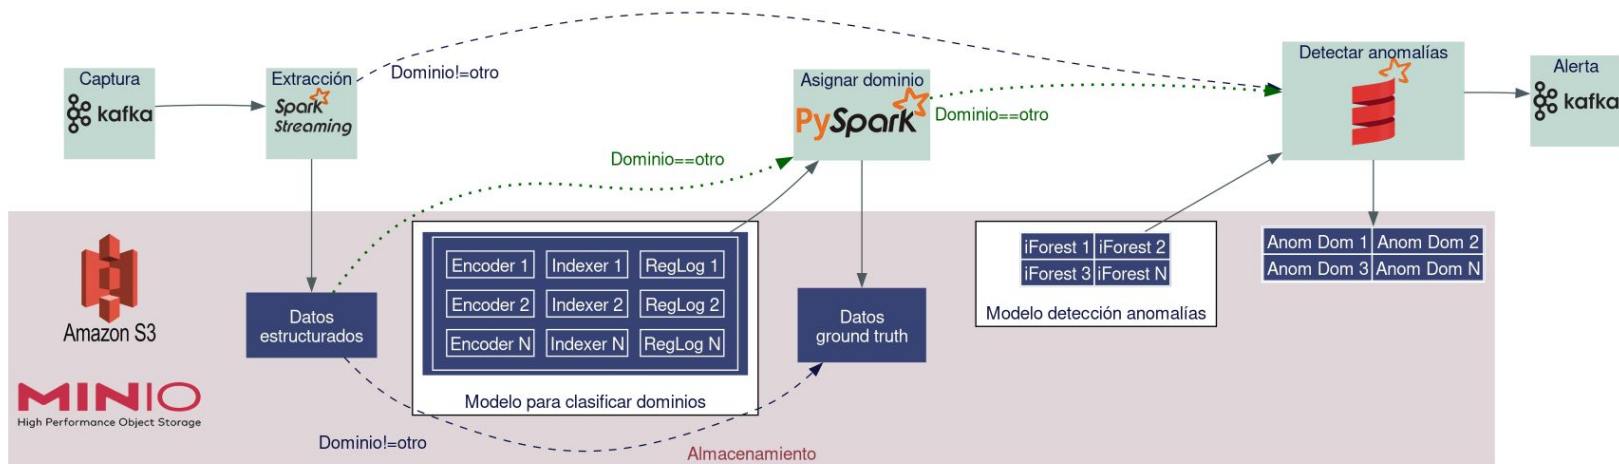 Captura
kafka
Extracción
Spark
Streaming
Dominio!=otro
Dominio==otro
Asignar dominio
PySpark
Dominio==otro
Detectar anomalías
Alerta
kafka
Amazon S3
MINIO
High Performance Object Storage
Datos
estructurados
Dominio!=otro
Encoder 1
Indexer 1
RegLog 1
Encoder 2
Indexer 2
RegLog 2
Encoder N
Indexer N
RegLog N
Modelo para clasificar dominios
Datos
ground truth
iForest 1
iForest 2
iForest 3
iForest N
Modelo detección anomalías
Anom Dom 1
Anom Dom 2
Anom Dom 3
Anom Dom N
Almacenamiento